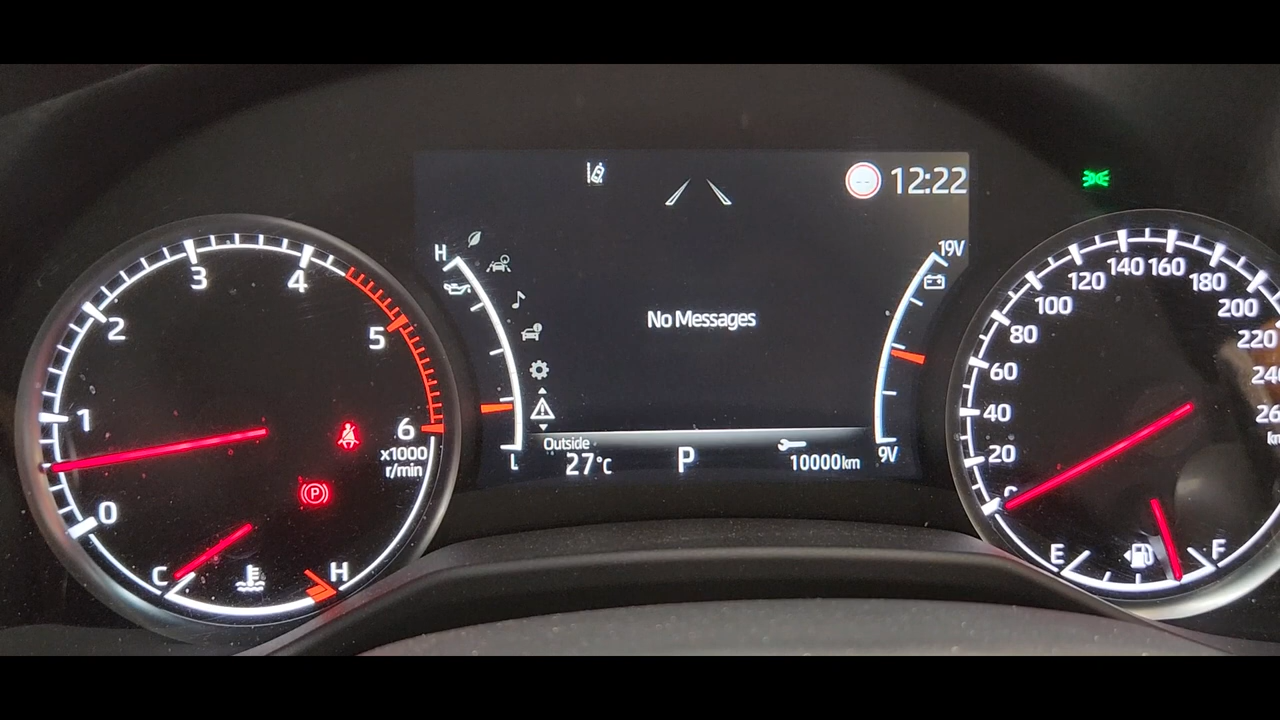 12:22
H
19V
No Messages
Outside
27°C
P
10000km
L
9V
0
1
2
3
4
5
6
x1000
r/min
P
C
H
0
20
40
60
80
100
120
140
160
180
200
220
E
F